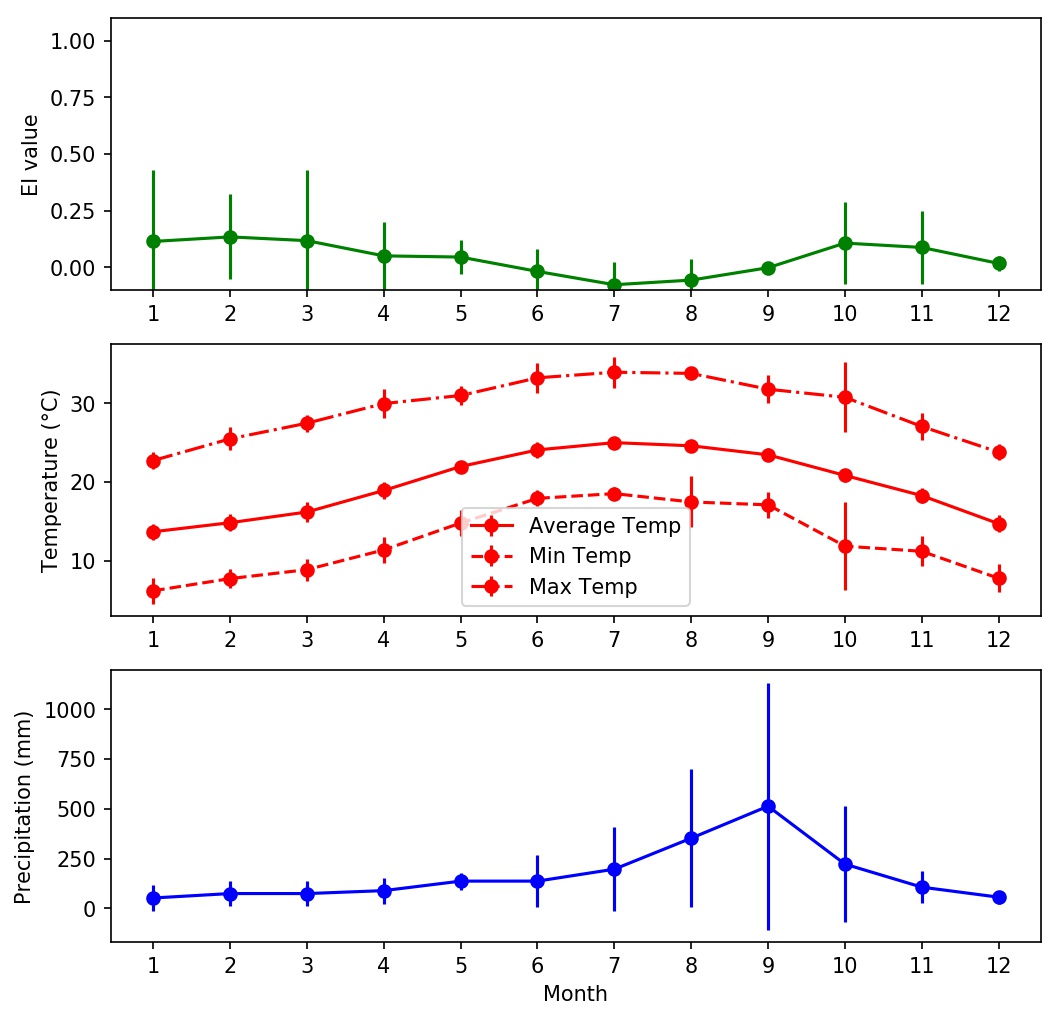 EI value
1.00
0.75
0.50
0.25
0.00
1 2 3 4 5 6 7 8 9 10 11 12
Temperature (°C)
30
20
10
Average Temp
Min Temp
Max Temp
1 2 3 4 5 6 7 8 9 10 11 12
Precipitation (mm)
1000
750
500
250
0
1 2 3 4 5 6 7 8 9 10 11 12
Month